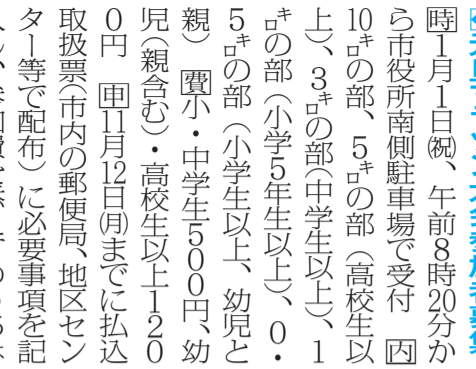 時1月1日㈷、午前8時20分か
ら市役所南側駐車場で受付 内
10㌔の部、5㌔の部（高校生以
上）、3㌔の部（中学生以上）、1
㌔の部（小学5年生以上）、0・
5㌔の部（小学生以上、幼児と
親） 費小・中学生500円、幼
児（親含む）・高校生以上120
0円 申11月12日㈪までに払込
取扱票（市内の郵便局、地区セン
ター等で配布）に必要事項を記